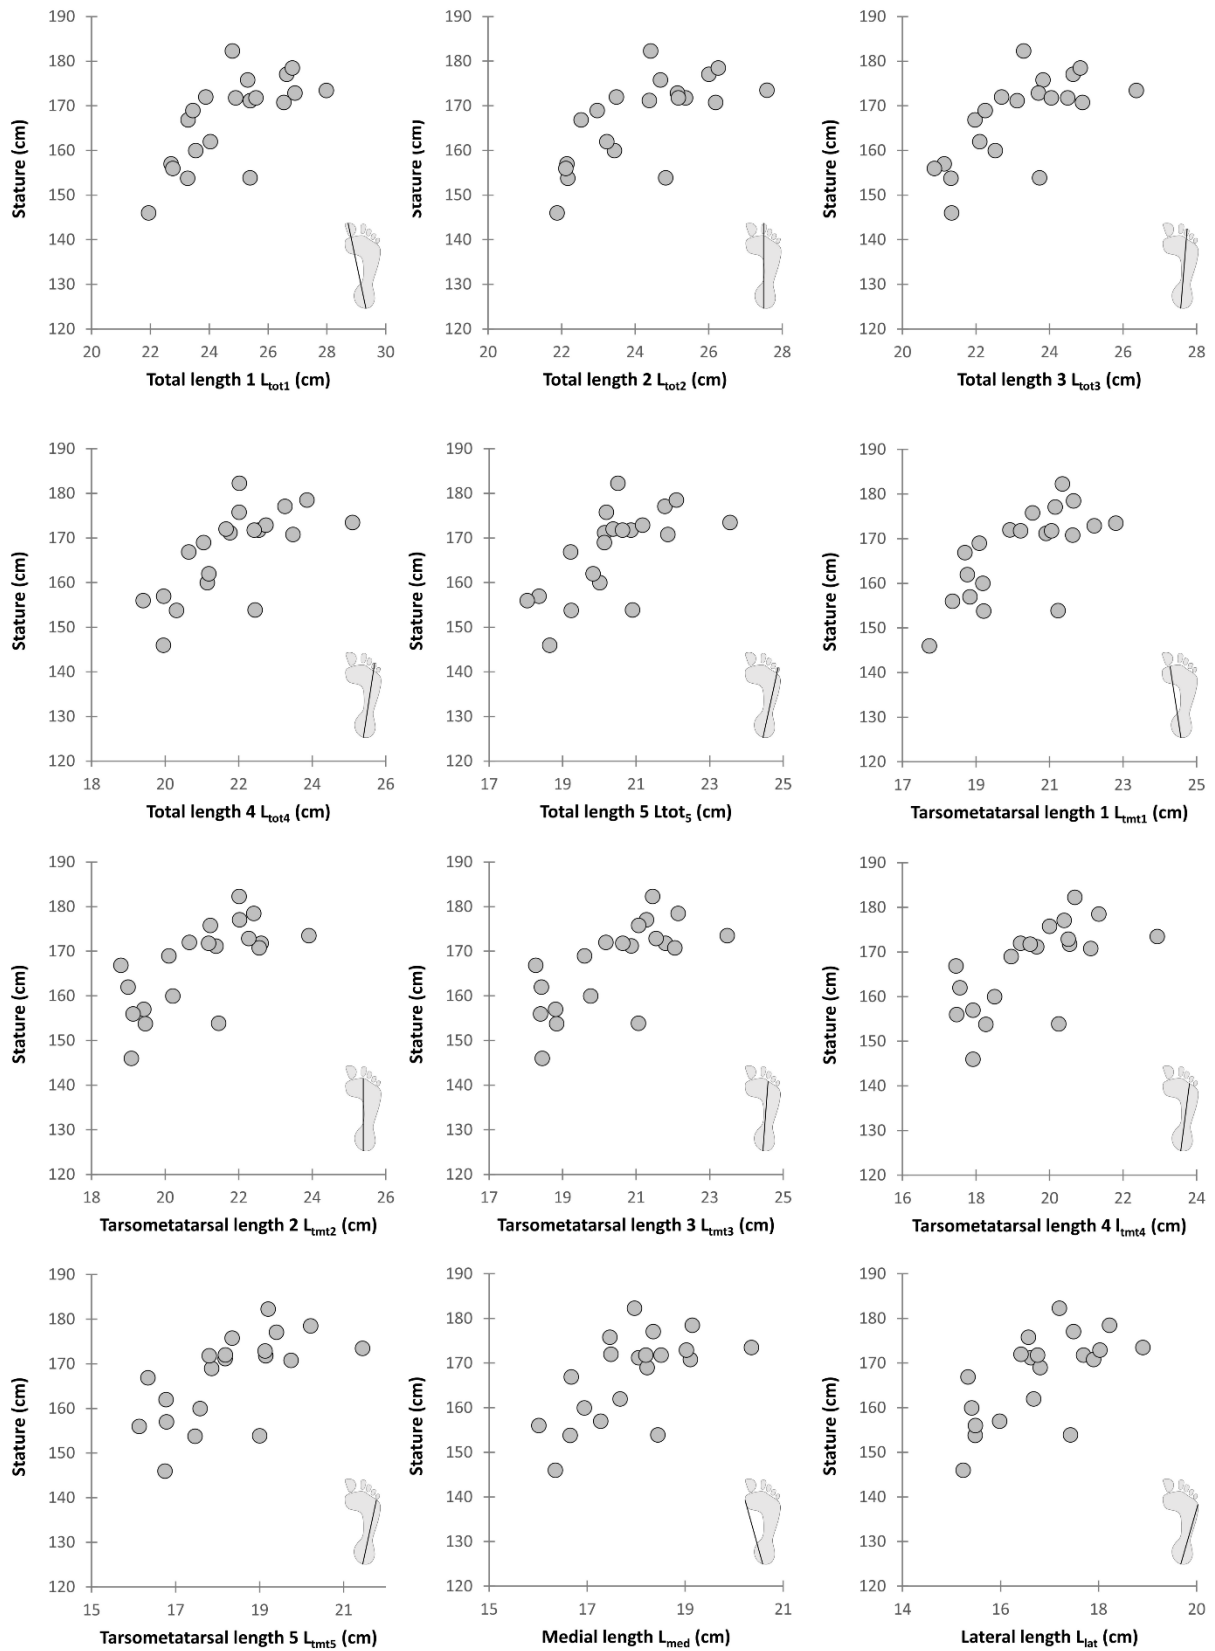 190
180
170
160
150
140
130
120
Stature (cm)
20 22 24 26 28 30
Total length 1 Ltot1 (cm)
190
180
170
160
150
140
130
120
Stature (cm)
20 22 24 26 28
Total length 2 Ltot2 (cm)
190
180
170
160
150
140
130
120
Stature (cm)
20 22 24 26 28
Total length 3 Ltot3 (cm)
190
180
170
160
150
140
130
120
Stature (cm)
18 20 22 24 26
Total length 4 Ltot4 (cm)
190
180
170
160
150
140
130
120
Stature (cm)
17 19 21 23 25
Total length 5 Ltot5 (cm)
190
180
170
160
150
140
130
120
Stature (cm)
17 19 21 23 25
Tarsometatarsal length 1 Ltmt1 (cm)
190
180
170
160
150
140
130
120
Stature (cm)
18 20 22 24 26
Tarsometatarsal length 2 Ltmt2 (cm)
190
180
170
160
150
140
130
120
Stature (cm)
17 19 21 23 25
Tarsometatarsal length 3 Ltmt3 (cm)
190
180
170
160
150
140
130
120
Stature (cm)
16 18 20 22 24
Tarsometatarsal length 4 ltmt4 (cm)
190
180
170
160
150
140
130
120
Stature (cm)
15 17 19 21
Tarsometatarsal length 5 Ltmt5 (cm)
190
180
170
160
150
140
130
120
Stature (cm)
15 17 19 21
Medial length Lmed (cm)
190
180
170
160
150
140
130
120
Stature (cm)
14 16 18 20
Lateral length Llat (cm)